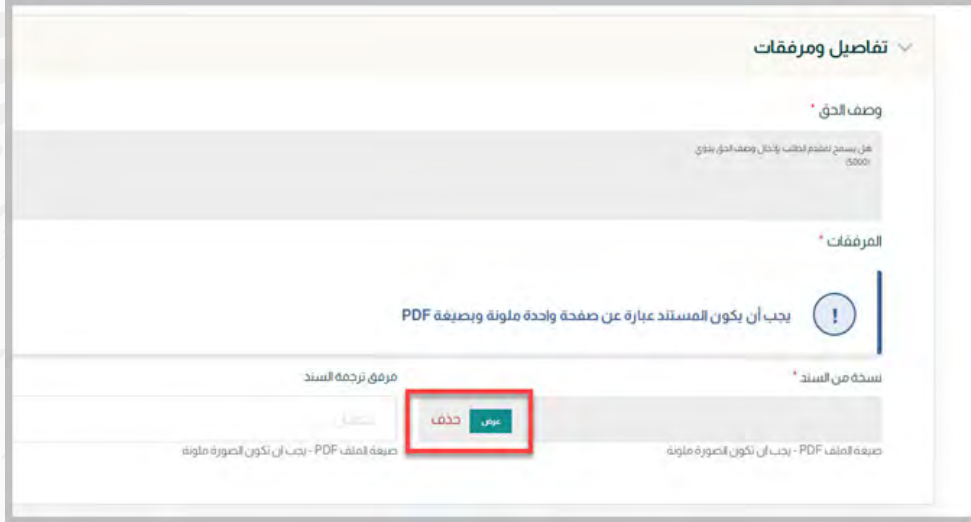 تفاصيل ومرفقات
وصف الحق *
هل يسمح لمقدم الطلب بإدخال وصف الحق يدوي
(5000)
المرفقات *
! يجب أن يكون المستند عبارة عن صفحة واحدة ملونة وبصيغة PDF
نسخة من السند *
مرفق ترجمة السند
عرض
حذف
صيغة الملف PDF - يجب ان تكون الصورة ملونة
صيغة الملف PDF - يجب ان تكون الصورة ملونة